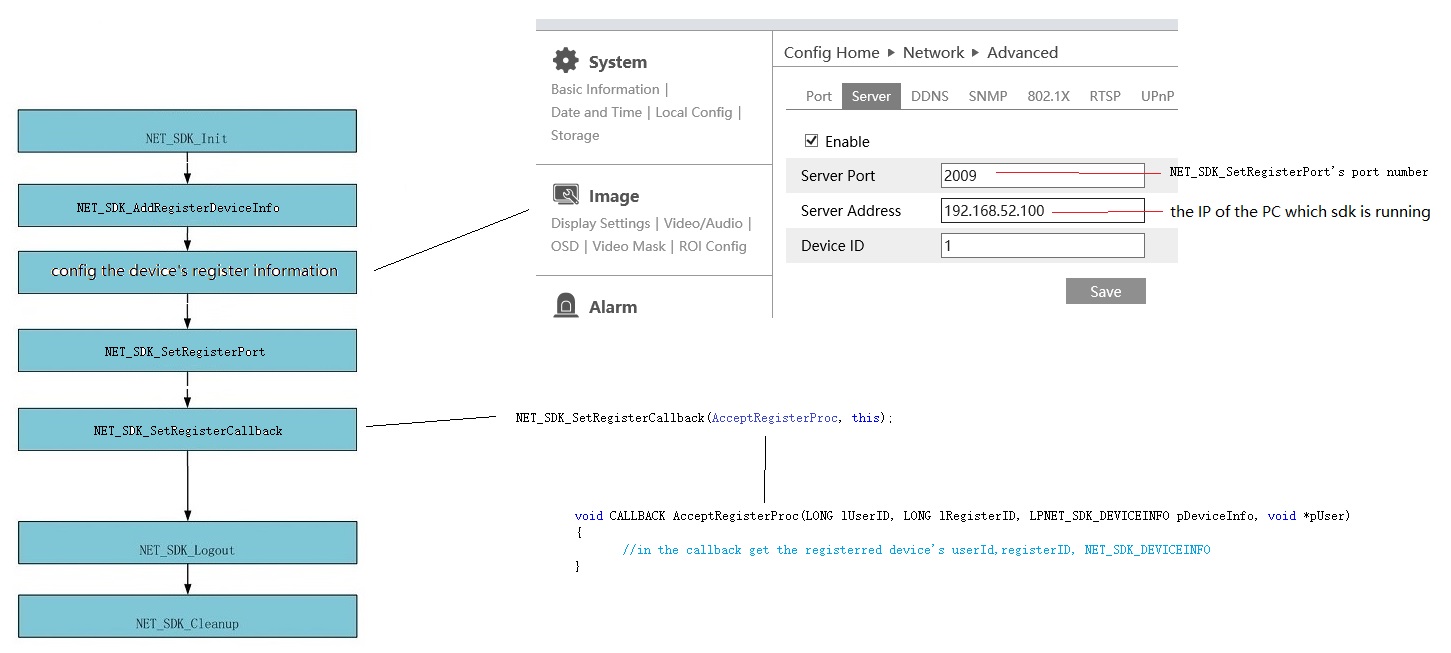 NET_SDK_Init
NET_SDK_AddRegisterDeviceInfo
config the device's register information
NET_SDK_SetRegisterPort
NET_SDK_SetRegisterCallback
NET_SDK_Logout
NET_SDK_Cleanup
System
Basic Information |
Date and Time | Local Config |
Storage
Image
Display Settings | Video/Audio |
OSD | Video Mask | ROI Config
Alarm
Config Home ▸ Network ▸ Advanced
Port Server DDNS SNMP 802.1X RTSP UPnP
Enable
Server Port 2009 NET_SDK_SetRegisterPort's port number
Server Address 192.168.52.100 the IP of the PC which sdk is running
Device ID 1
Save
NET_SDK_SetRegisterCallback(AcceptRegisterProc, this);
void CALLBACK AcceptRegisterProc(LONG lUserID, LONG lRegisterID, LPNET_SDK_DEVICEINFO pDeviceInfo, void *pUser)
{
//in the callback get the registerred device's userId,registerID, NET_SDK_DEVICEINFO
}